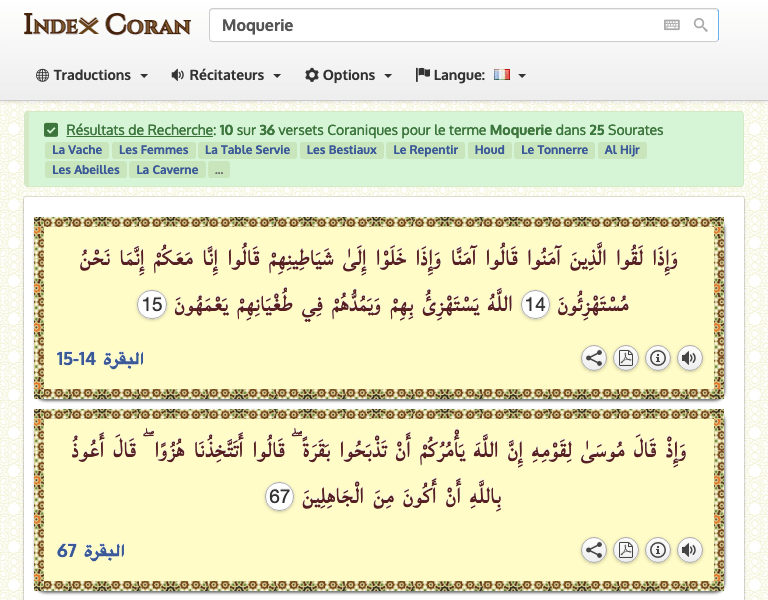 INDEX CORAN
Moquerie
Traductions Récitateurs Options Langue:
Résultats de Recherche: 10 sur 36 versets Coraniques pour le terme Moquerie dans 25 Sourates
La Vache Les Femmes La Table Servie Les Bestiaux Le Repentir Houd Le Tonnerre Al Hijr
Les Abeilles La Caverne ...
وَإِذَا لَقُوا الَّذِينَ آمَنُوا قَالُوا آمَنَّا وَإِذَا خَلَوْا إِلَىٰ شَيَاطِينِهِمْ قَالُوا إِنَّا مَعَكُمْ إِنَّمَا نَحْنُ
مُسْتَهْزِئُونَ 14 اللَّهُ يَسْتَهْزِئُ بِهِمْ وَيَمُدُّهُمْ فِي طُغْيَانِهِمْ يَعْمَهُونَ 15
البقرة 14-15
وَإِذْ قَالَ مُوسَىٰ لِقَوْمِهِ إِنَّ اللَّهَ يَأْمُرُكُمْ أَنْ تَذْبَحُوا بَقَرَةً ۖ قَالُوا أَتَتَّخِذُنَا هُزُوًا ۖ قَالَ أَعُوذُ
بِاللَّهِ أَنْ أَكُونَ مِنَ الْجَاهِلِينَ 67
البقرة 67